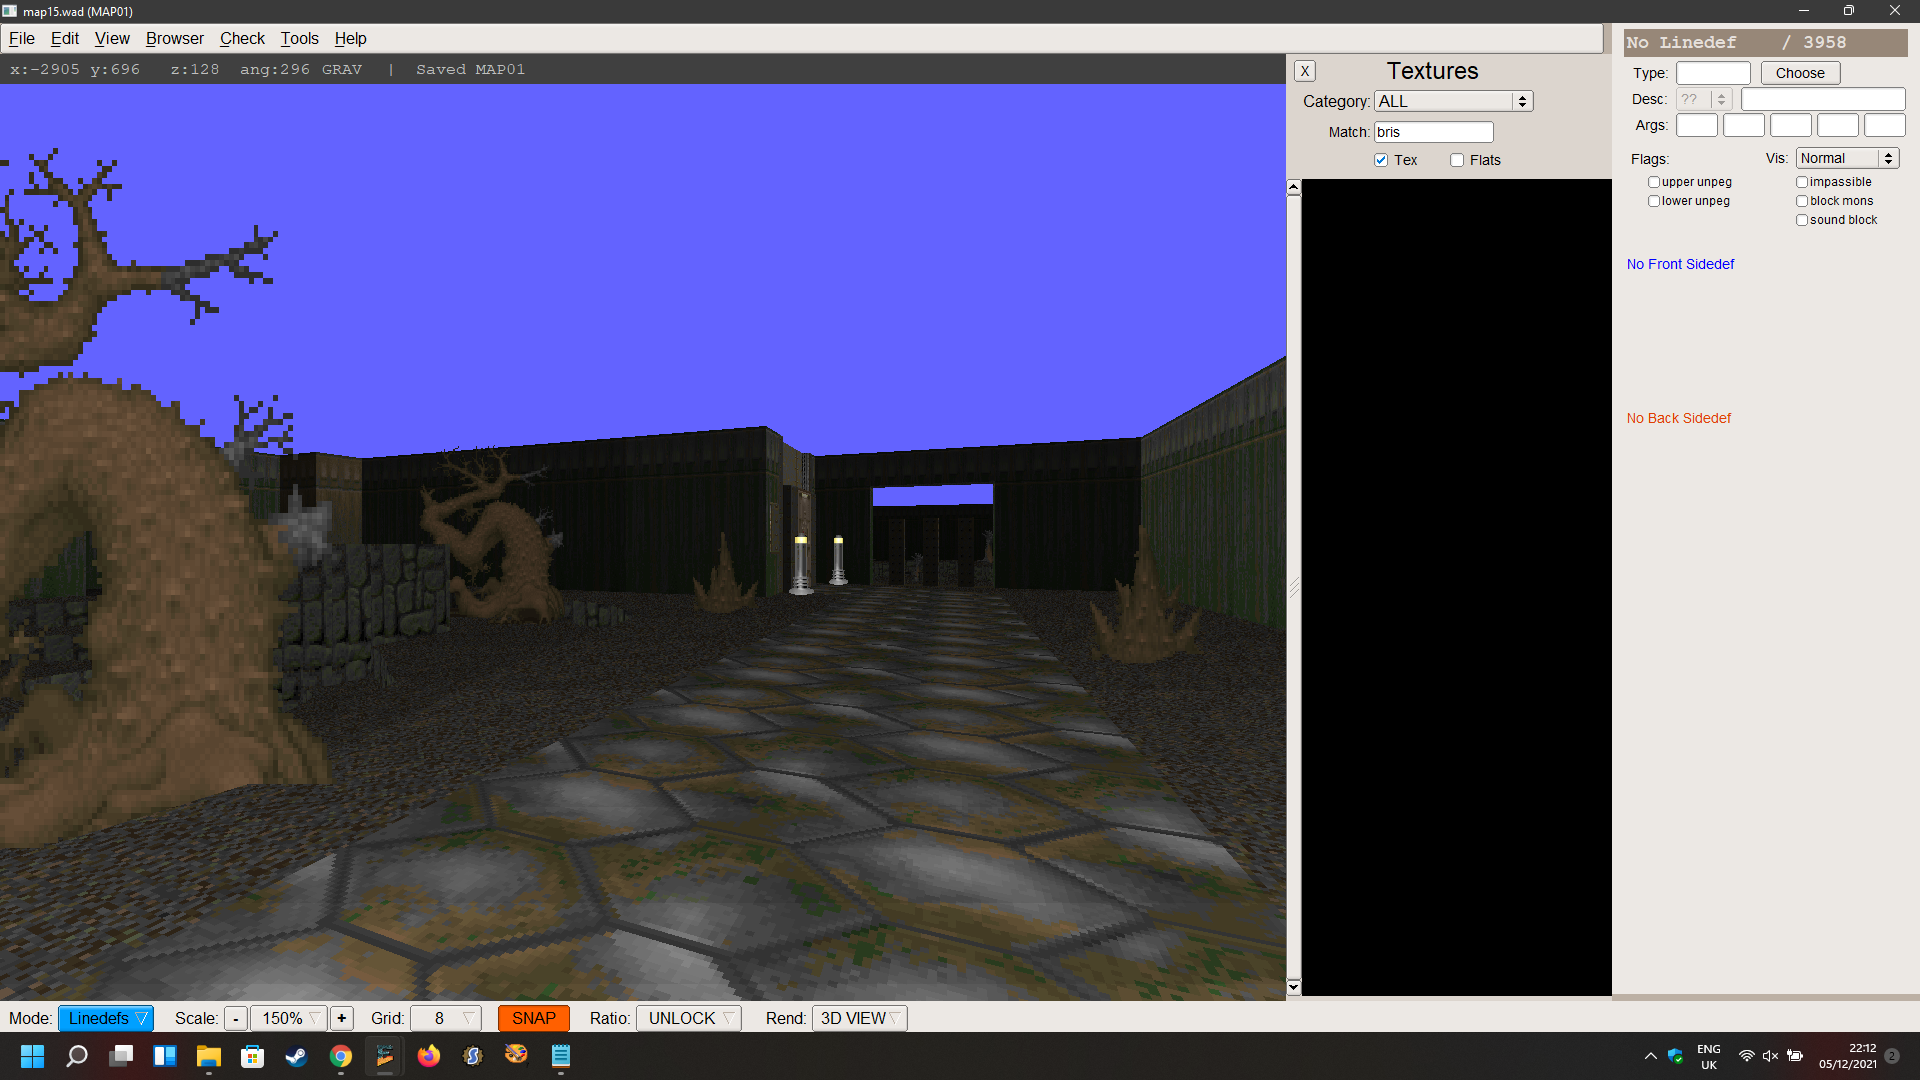 map15.wad (MAP01)
File Edit View Browser Check Tools Help
x:-2905 y:696 z:128 ang:296 GRAV | Saved MAP01
X Textures
Category: ALL
Match: bris
Tex Flats
No Linedef / 3958
Type: Choose
Desc: ??
Args:
Flags: Vis: Normal
upper unpeg impassible
lower unpeg block mons
sound block
No Front Sidedef
No Back Sidedef
Mode: Linedefs Scale: - 150% + Grid: 8 SNAP Ratio: UNLOCK Rend: 3D VIEW
ENG
UK
22:12
05/12/2021
2